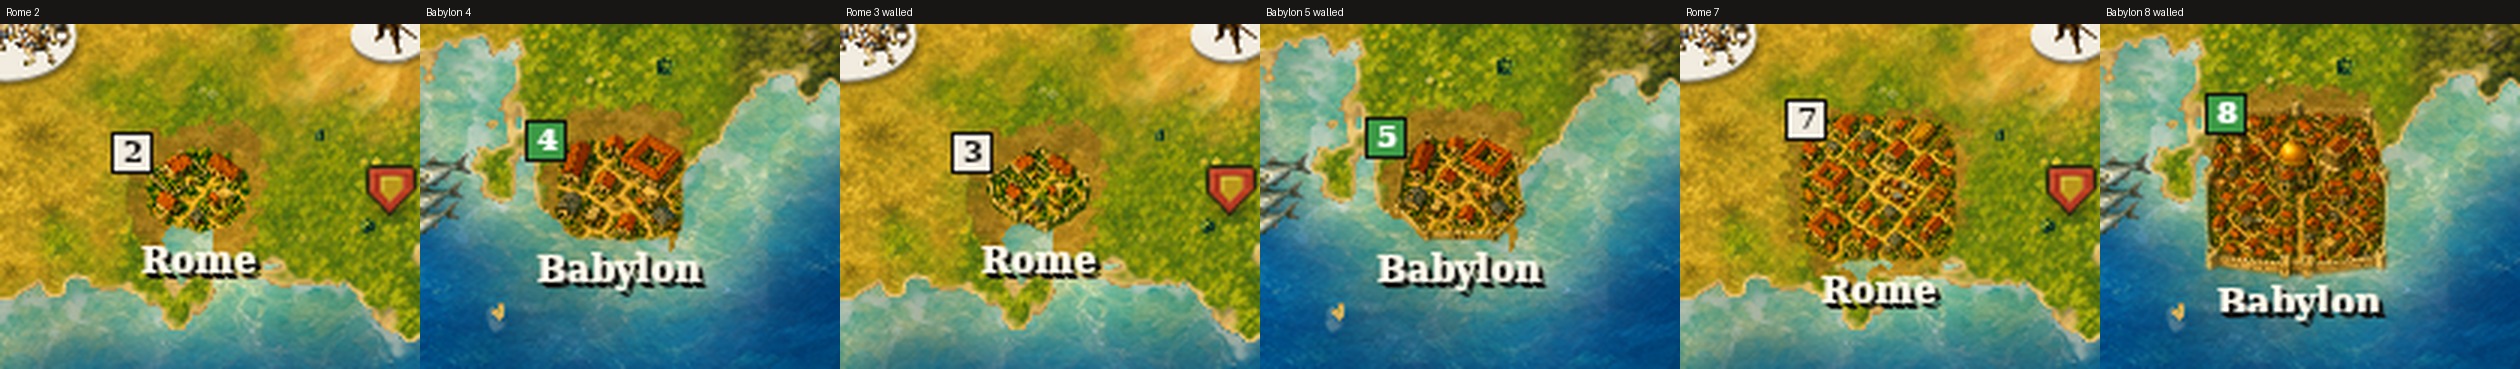 Rome 2
Babylon 4
Rome 3 walled
Babylon 5 walled
Rome 7
Babylon 8 walled
2
Rome
4
Babylon
3
Rome
5
Babylon
7
Rome
8
Babylon